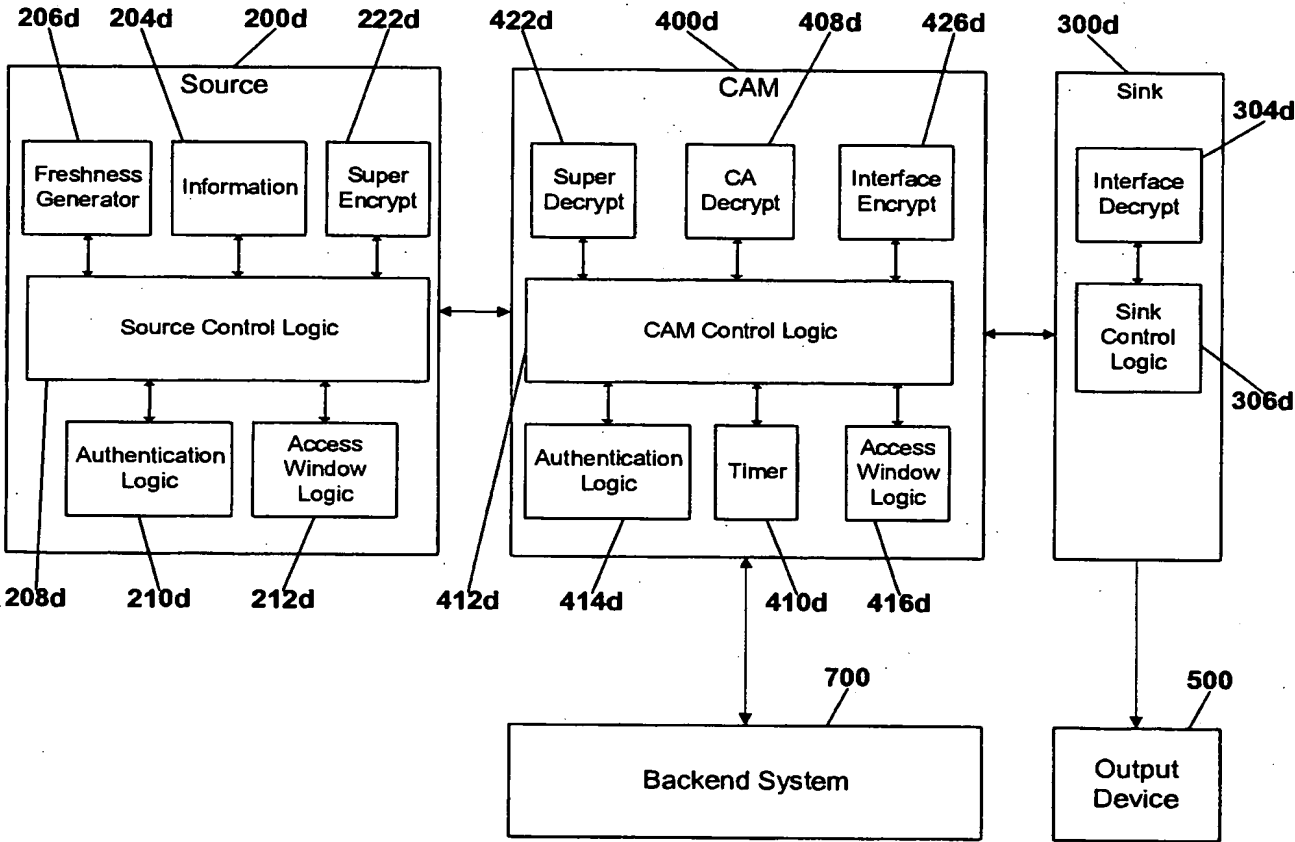 206d 204d 200d 222d 422d 400d 408d 426d 300d
Source
CAM
Sink
304d
Freshness
Generator
Information
Super
Encrypt
Super
Decrypt
CA
Decrypt
Interface
Encrypt
Interface
Decrypt
Source Control Logic
CAM Control Logic
Sink
Control
Logic
306d
Authentication
Logic
Access
Window
Logic
Authentication
Logic
Timer
Access
Window
Logic
208d 210d 212d 412d 414d 410d 416d
700
500
Backend System
Output
Device